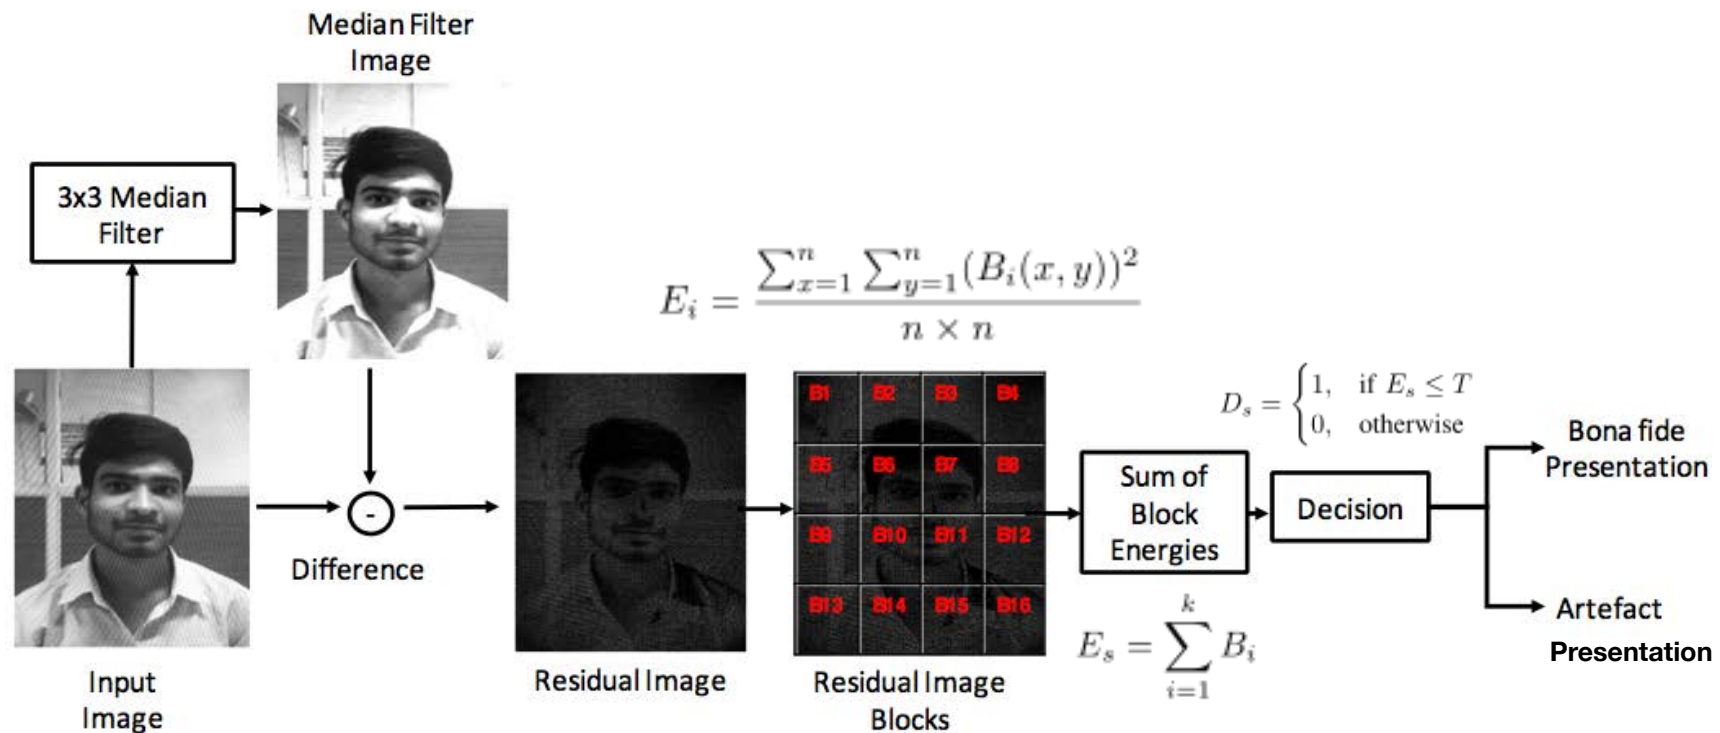 Median Filter
Image
3x3 Median
Filter
E_i = \frac{\sum_{x=1}^{n} \sum_{y=1}^{n} (B_i(x, y))^2}{n \times n}
Input
Image
-
Difference
Residual Image
B1 B2 B3 B4
B5 B6 B7 B8
B9 B10 B11 B12
B13 B14 B15 B16
Residual Image
Blocks
Sum of
Block
Energies
E_s = \sum_{i=1}^{k} B_i
D_s = \begin{cases} 1, & \text{if } E_s \leq T \\ 0, & \text{otherwise} \end{cases}
Decision
Bona fide
Presentation
Artefact
Presentation